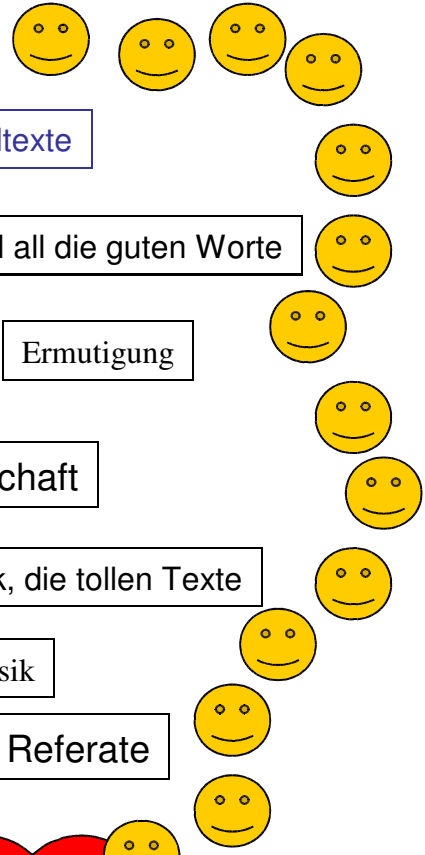 ltexte
l all die guten Worte
Ermutigung
chaft
k, die tollen Texte
sik
Referate